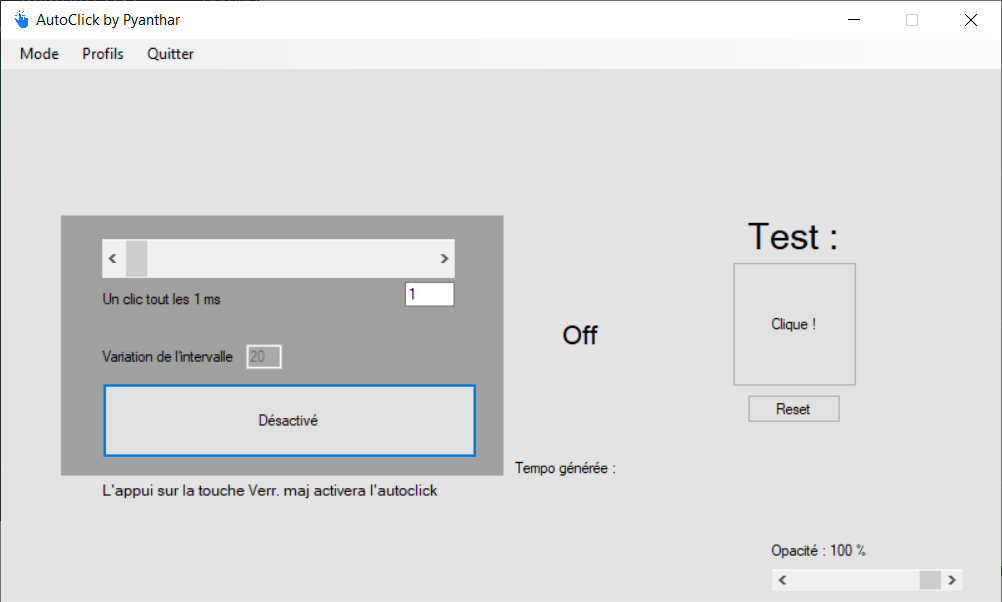 AutoClick by Pyanthar
Mode Profils Quitter
Test :
Un clic tout les 1 ms
1
Clique !
Off
Variation de l'intervalle 20
Reset
Désactivé
Tempo générée :
L'appui sur la touche Verr. maj activera l'autoclick
Opacité : 100 %